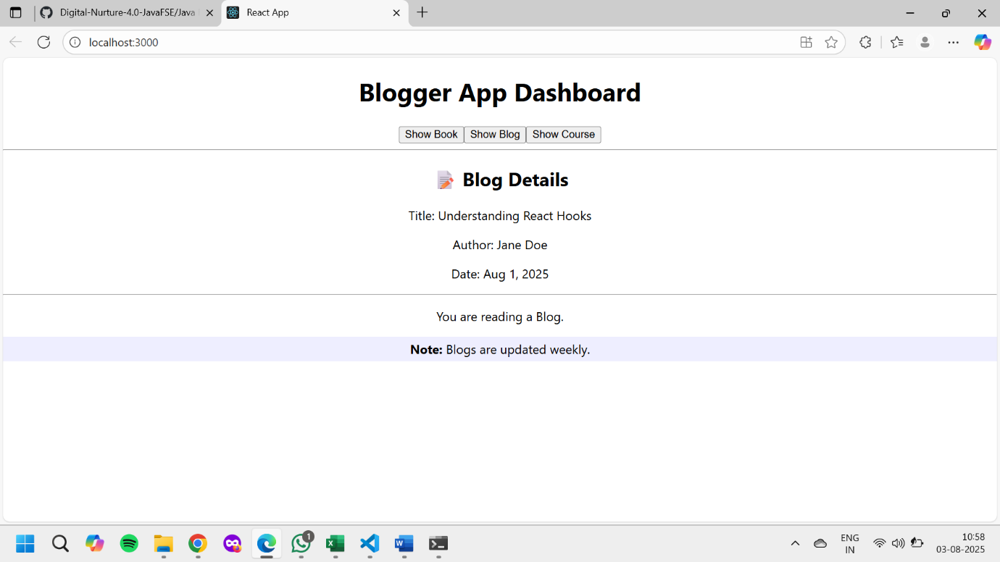 Digital-Nurture-4.0-JavaFSE/Java
React App
localhost:3000
Blogger App Dashboard
Show Book Show Blog Show Course
Blog Details
Title: Understanding React Hooks
Author: Jane Doe
Date: Aug 1, 2025
You are reading a Blog.
Note: Blogs are updated weekly.
1
ENG
IN
10:58
03-08-2025